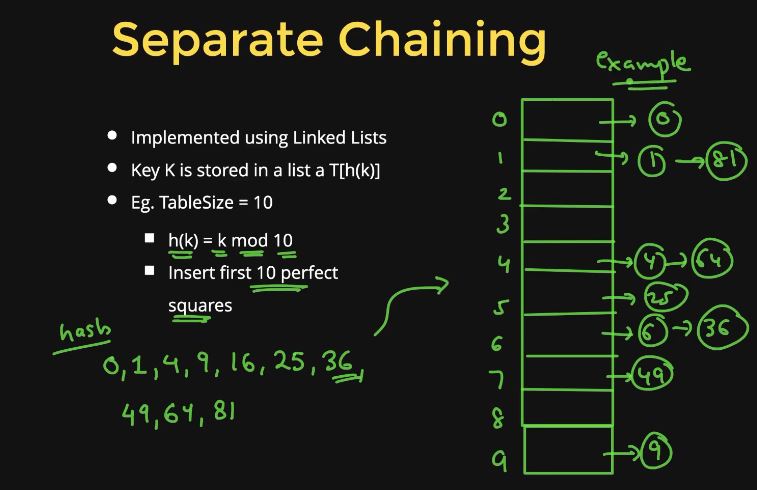 Separate Chaining
example
Implemented using Linked Lists
Key K is stored in a list a T[h(k)]
Eg. TableSize = 10
h(k) = k mod 10
Insert first 10 perfect
squares
hash
0, 1, 4, 9, 16, 25, 36,
49, 64, 81
0 → 0
1 → 1 → 81
2
3
4 → 4 → 64
5 → 25
6 → 6 → 36
7 → 49
8
9 → 9